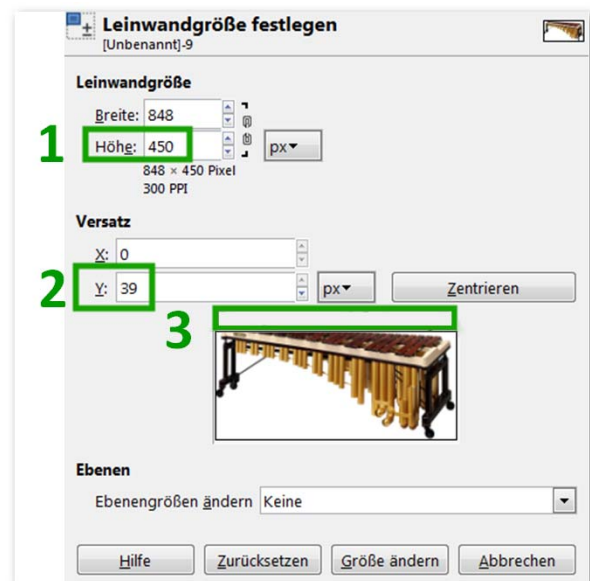 Leinwandgröße festlegen
[Unbenannt]-9
Leinwandgröße
Breite: 848
1 Höhe: 450 px
848 × 450 Pixel
300 PPI
Versatz
X: 0
2 Y: 39 px Zentrieren
3
Ebenen
Ebenengrößen ändern Keine
Hilfe Zurücksetzen Größe ändern Abbrechen